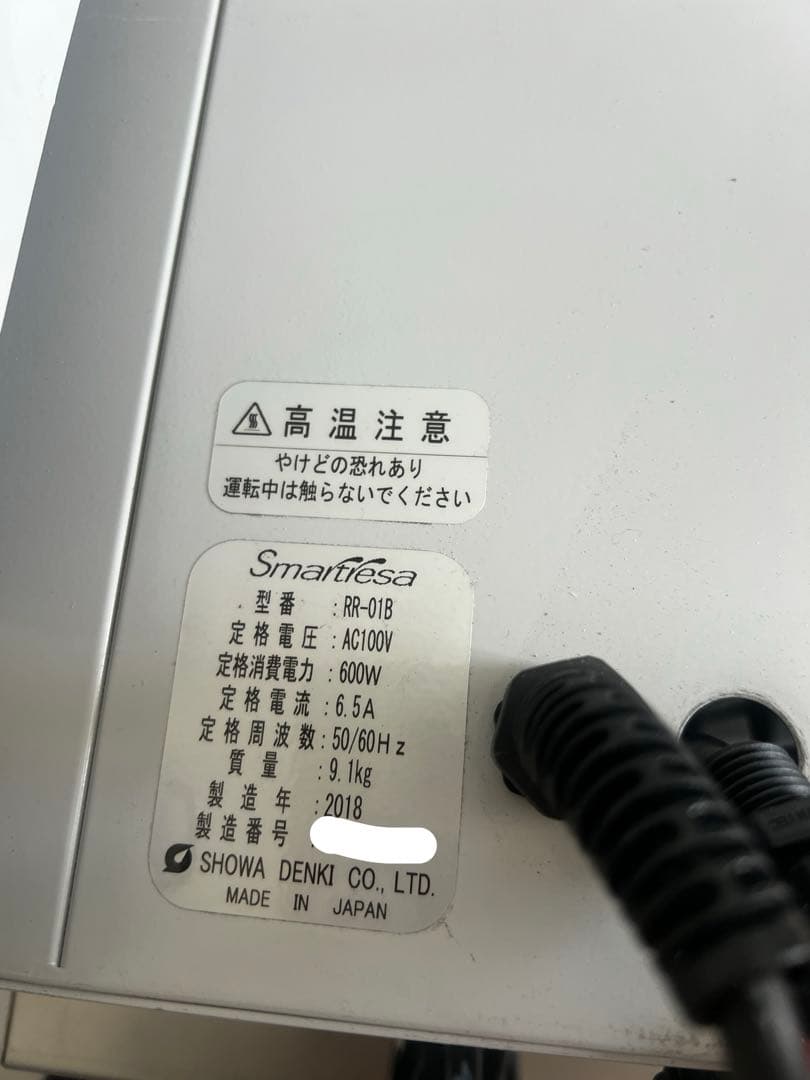 高温注意
やけどの恐れあり
運転中は触らないでください
Smartresa
型番:RR-01B
定格電圧:AC100V
定格消費電力:600W
定格電流:6.5A
定格周波数:50/60Hz
質量:9.1kg
製造年:2018
製造番号
SHOWA DENKI CO., LTD.
MADE IN JAPAN